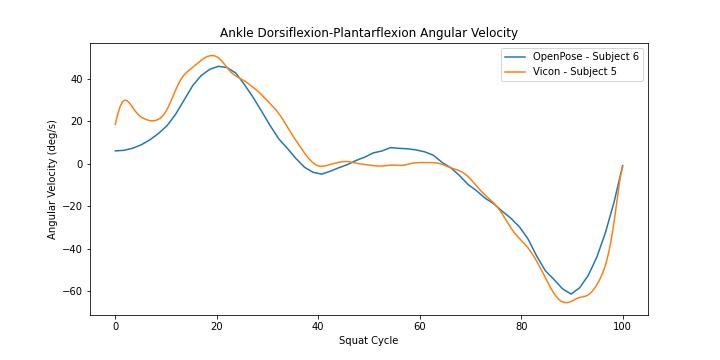 Ankle Dorsiflexion-Plantarflexion Angular Velocity
OpenPose - Subject 6
Vicon - Subject 5
Angular Velocity (deg/s)
40
20
0
−20
−40
−60
0
20
40
60
80
100
Squat Cycle